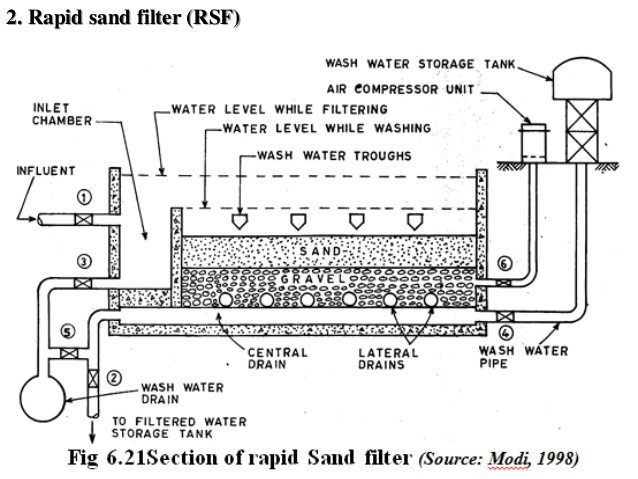 2. Rapid sand filter (RSF)
WASH WATER STORAGE TANK
AIR COMPRESSOR UNIT
INLET
CHAMBER
WATER LEVEL WHILE FILTERING
WATER LEVEL WHILE WASHING
WASH WATER TROUGHS
INFLUENT
1
3
SAND
GRAVEL
6
5
4
CENTRAL
DRAIN
LATERAL
DRAINS
WASH WATER
PIPE
2
WASH WATER
DRAIN
TO FILTERED WATER
STORAGE TANK
Fig 6.21Section of rapid Sand filter (Source: Modi, 1998)